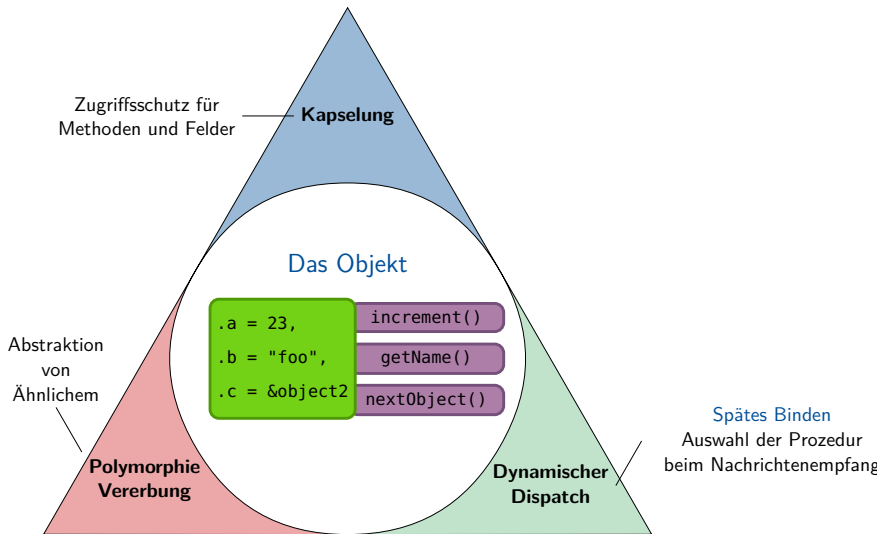 Zugriffsschutz für
Methoden und Felder
Kapselung
Das Objekt
.a = 23,
.b = "foo",
.c = &object2
increment()
getName()
nextObject()
Abstraktion
von
Ähnlichem
Polymorphie
Vererbung
Dynamischer
Dispatch
Spätes Binden
Auswahl der Prozedur
beim Nachrichtenempfang